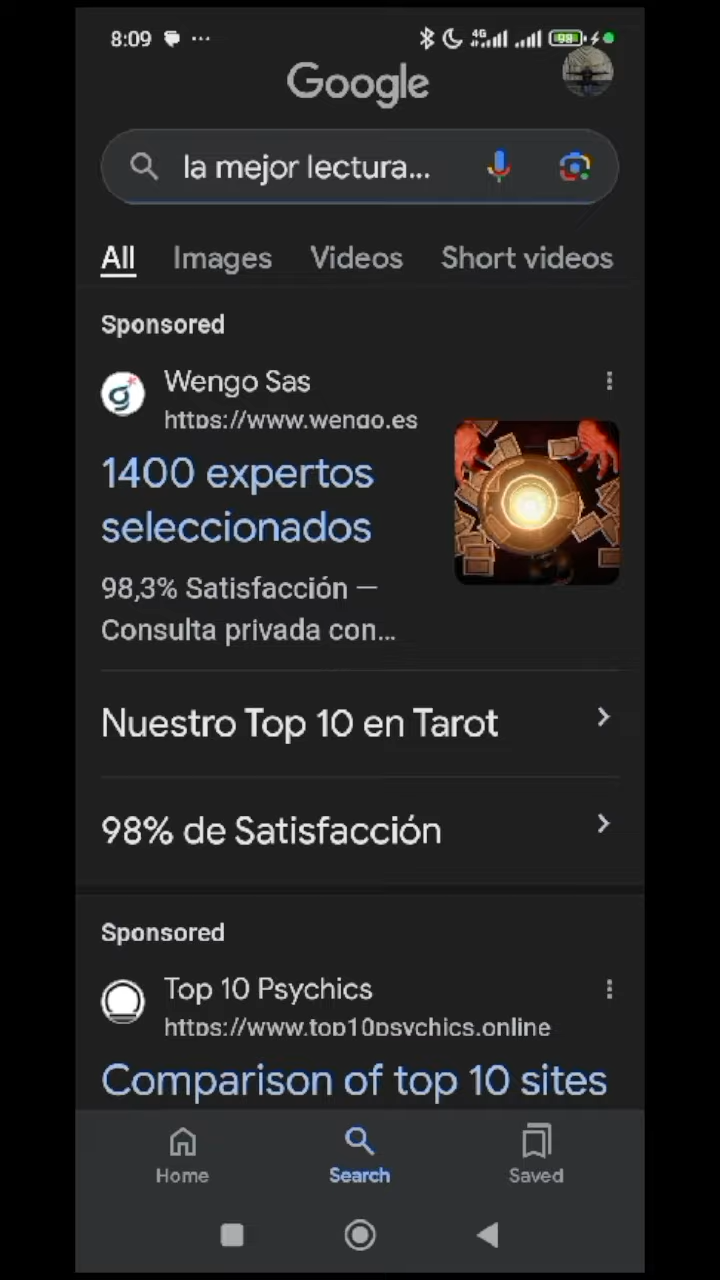 8:09
4G
98
Google
la mejor lectura...
All Images Videos Short videos
Sponsored
Wengo Sas
https://www.wengo.es
1400 expertos
seleccionados
98,3% Satisfacción —
Consulta privada con...
Nuestro Top 10 en Tarot
98% de Satisfacción
Sponsored
Top 10 Psychics
https://www.top10psychics.online
Comparison of top 10 sites
Home Search Saved